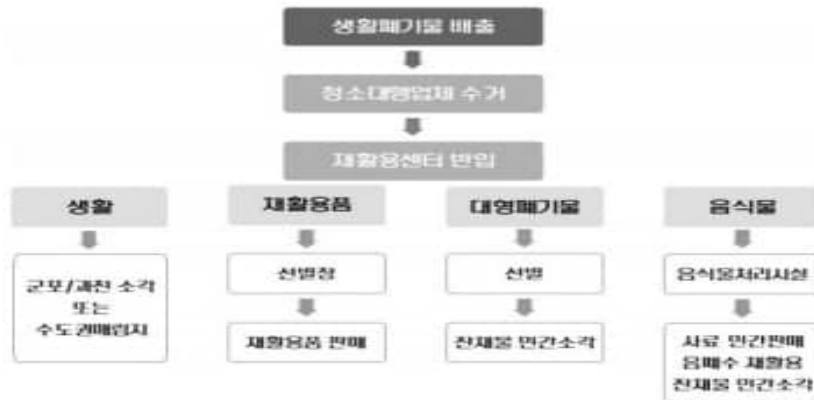 생활폐기물 배출
청소대행업체 수거
재활용센터 반입
생활
재활용품
대형폐기물
음식물
군포/과천 소각
또는
수도권매립지
선별장
재활용품 판매
선별
잔재물 민간소각
음식물처리시설
사료 민간판매
음폐수 재활용
잔재물 민간소각